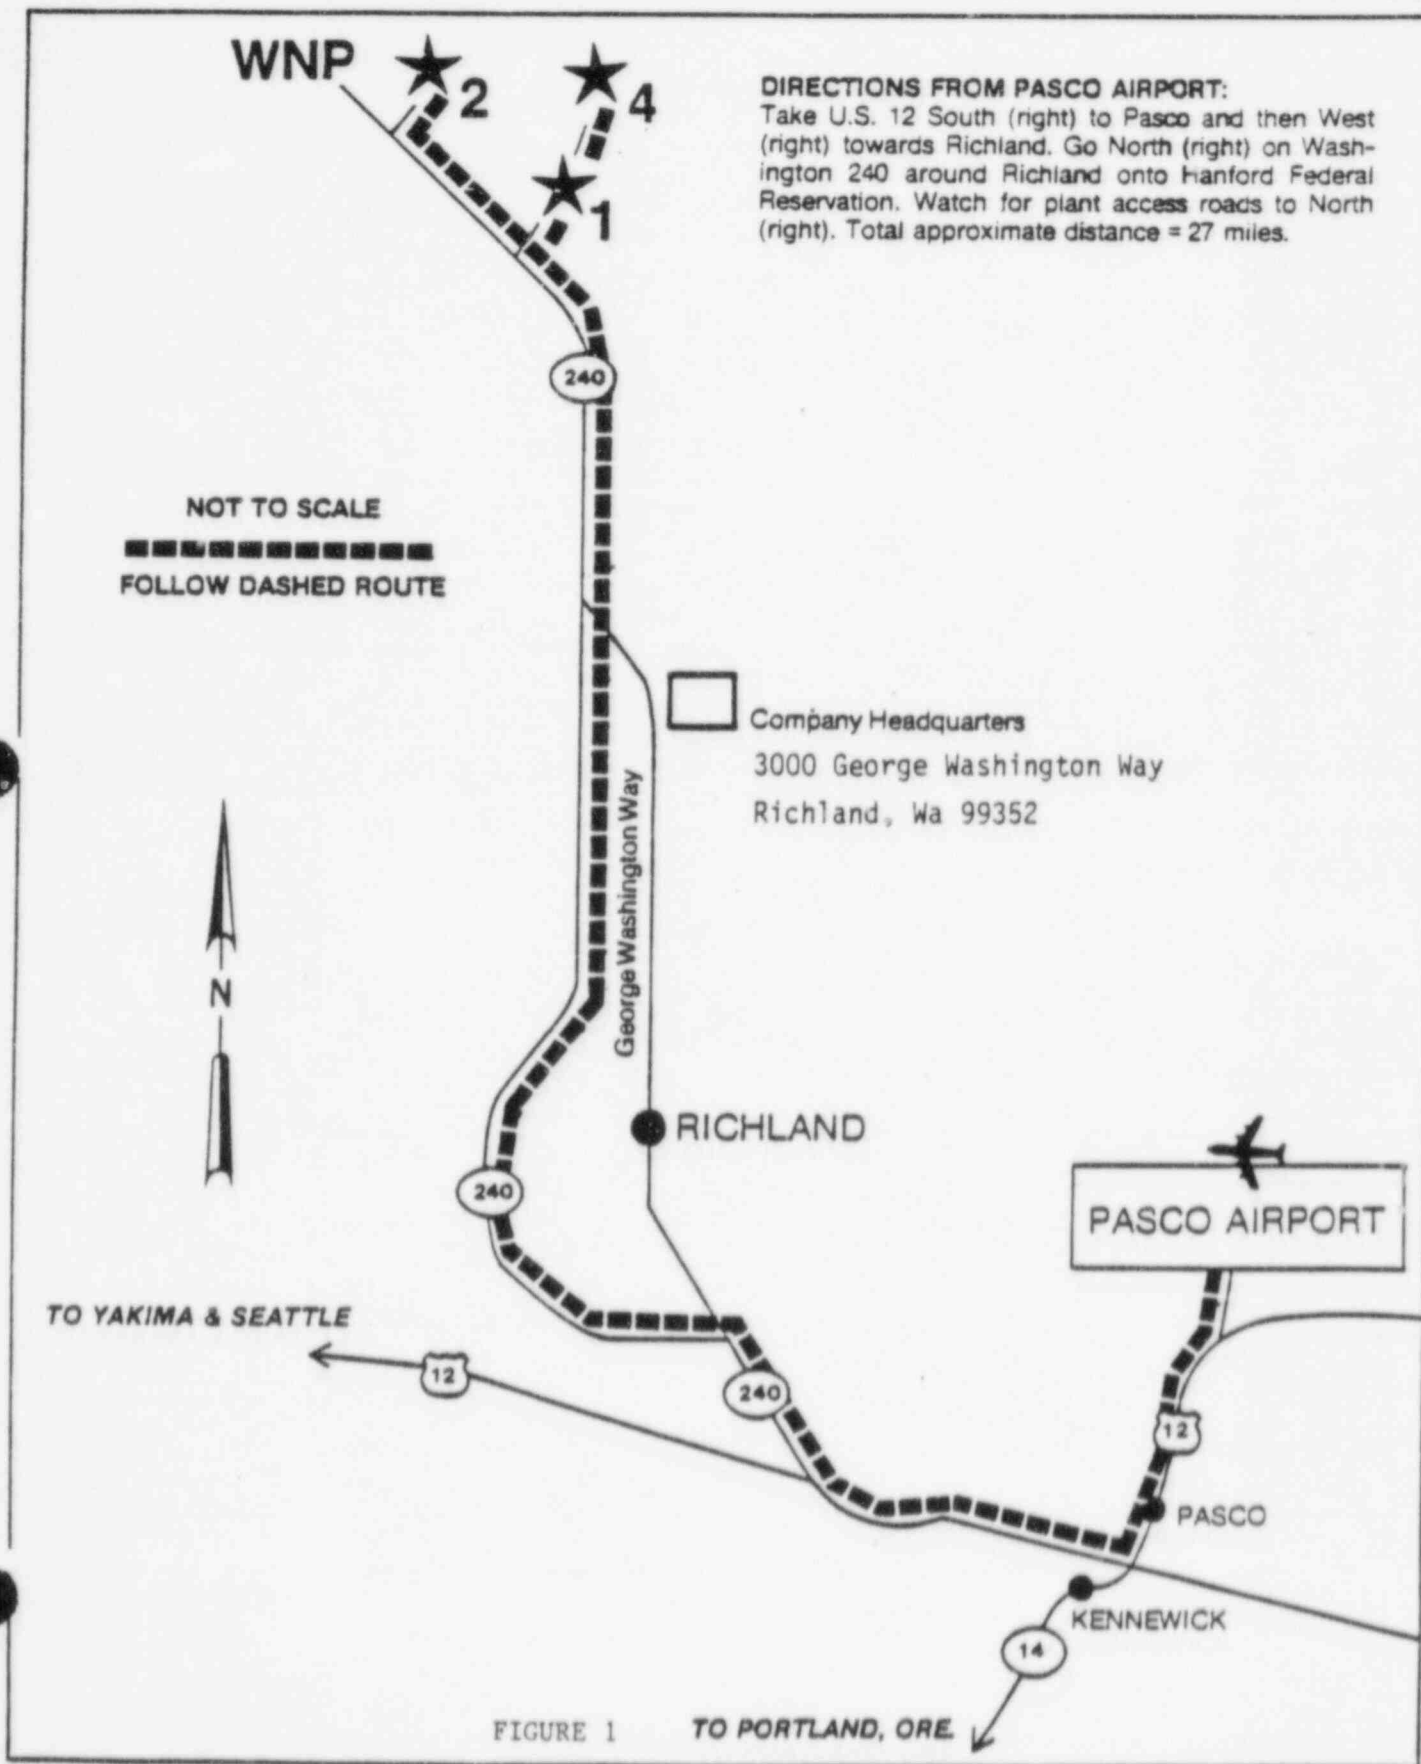 WNP
2
4
1
DIRECTIONS FROM PASCO AIRPORT:
Take U.S. 12 South (right) to Pasco and then West
(right) towards Richland. Go North (right) on Wash-
ington 240 around Richland onto Hanford Federal
Reservation. Watch for plant access roads to North
(right). Total approximate distance = 27 miles.
240
NOT TO SCALE
FOLLOW DASHED ROUTE
Company Headquarters
3000 George Washington Way
Richland, Wa 99352
George Washington Way
N
RICHLAND
240
PASCO AIRPORT
TO YAKIMA & SEATTLE
12
240
12
PASCO
KENNEWICK
14
FIGURE 1
TO PORTLAND, ORE.